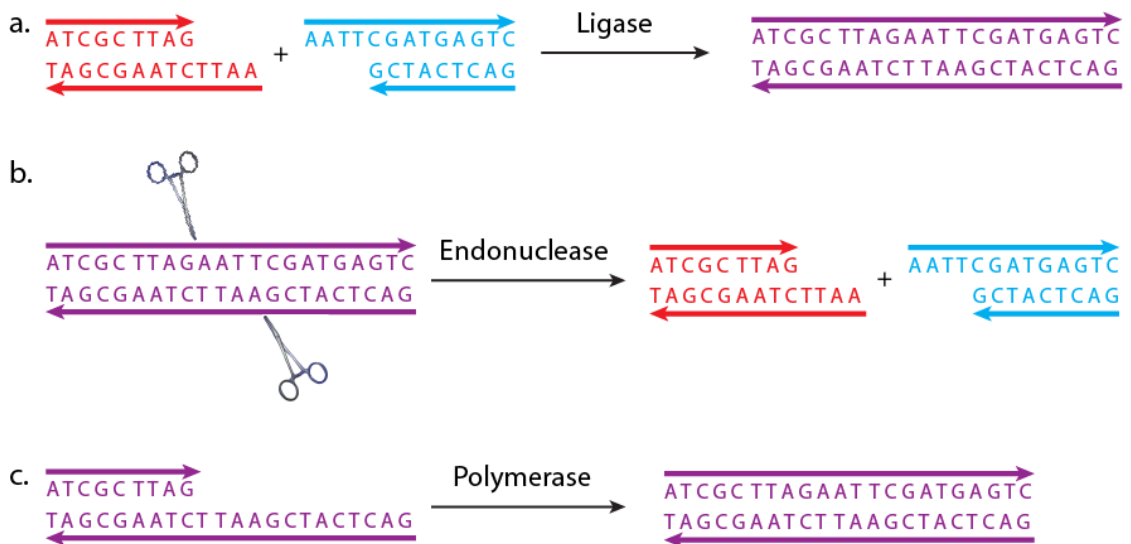 a.
ATCGCTTAG
TAGCGAATCTTAA
+
AATTCGATGAGTC
GCTACTCAG
Ligase
ATCGCTTAGAATTCGATGAGTC
TAGCGAATCTTAAGCTACTCAG
b.
ATCGCTTAGAATTCGATGAGTC
TAGCGAATCTTAAGCTACTCAG
Endonuclease
ATCGCTTAG
TAGCGAATCTTAA
+
AATTCGATGAGTC
GCTACTCAG
c.
ATCGCTTAG
TAGCGAATCTTAAGCTACTCAG
Polymerase
ATCGCTTAGAATTCGATGAGTC
TAGCGAATCTTAAGCTACTCAG